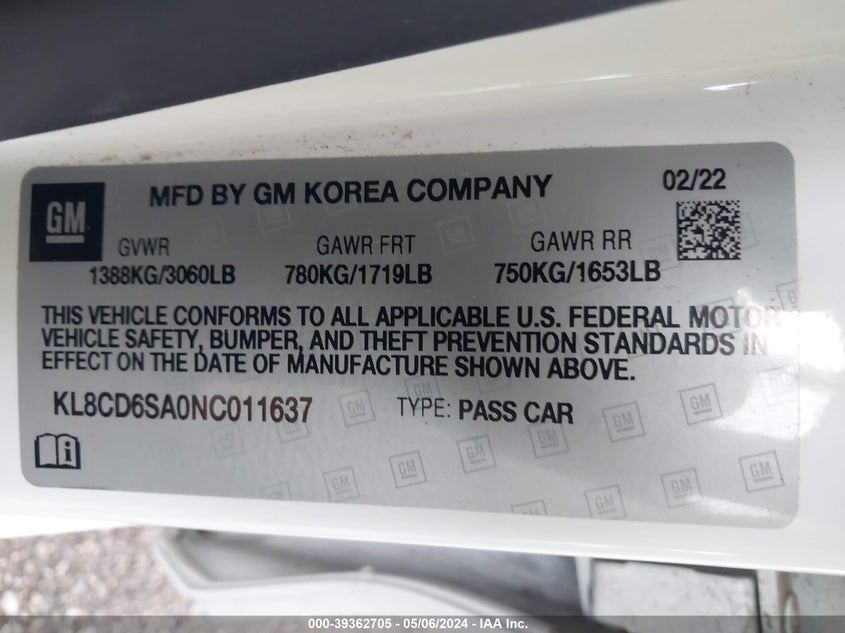 MFD BY GM KOREA COMPANY 02/22
GM
GVWR GAWR FRT GAWR RR
1388KG/3060LB 780KG/1719LB 750KG/1653LB
THIS VEHICLE CONFORMS TO ALL APPLICABLE U.S. FEDERAL MOTOR
VEHICLE SAFETY, BUMPER, AND THEFT PREVENTION STANDARDS IN
EFFECT ON THE DATE OF MANUFACTURE SHOWN ABOVE.
KL8CD6SA0NC011637 TYPE: PASS CAR
000-39362705 - 05/06/2024 - IAA Inc.